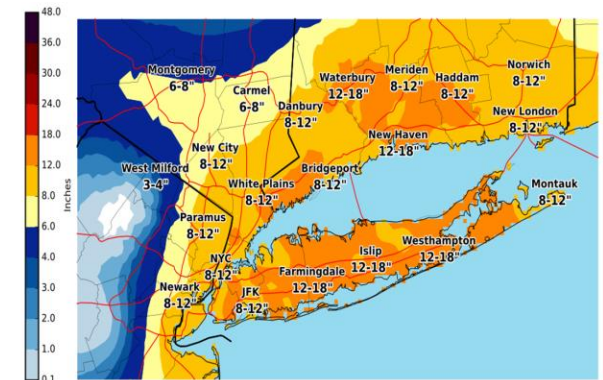 48.0
36.0
30.0
24.0
18.0
12.0
8.0
6.0
4.0
3.0
2.0
1.0
0.1
Inches
Montgomery
6-8"
Carmel
6-8"
Danbury
8-12"
Waterbury
12-18"
Meriden
8-12"
Haddam
8-12"
Norwich
8-12"
New London
8-12"
New Haven
12-18"
New City
8-12"
West Milford
3-4"
White Plains
8-12"
Bridgeport
8-12"
Montauk
8-12"
Paramus
8-12"
NYC
8-12"
Islip
12-18"
Westhampton
12-18"
Farmingdale
12-18"
Newark
8-12"
JFK
8-12"